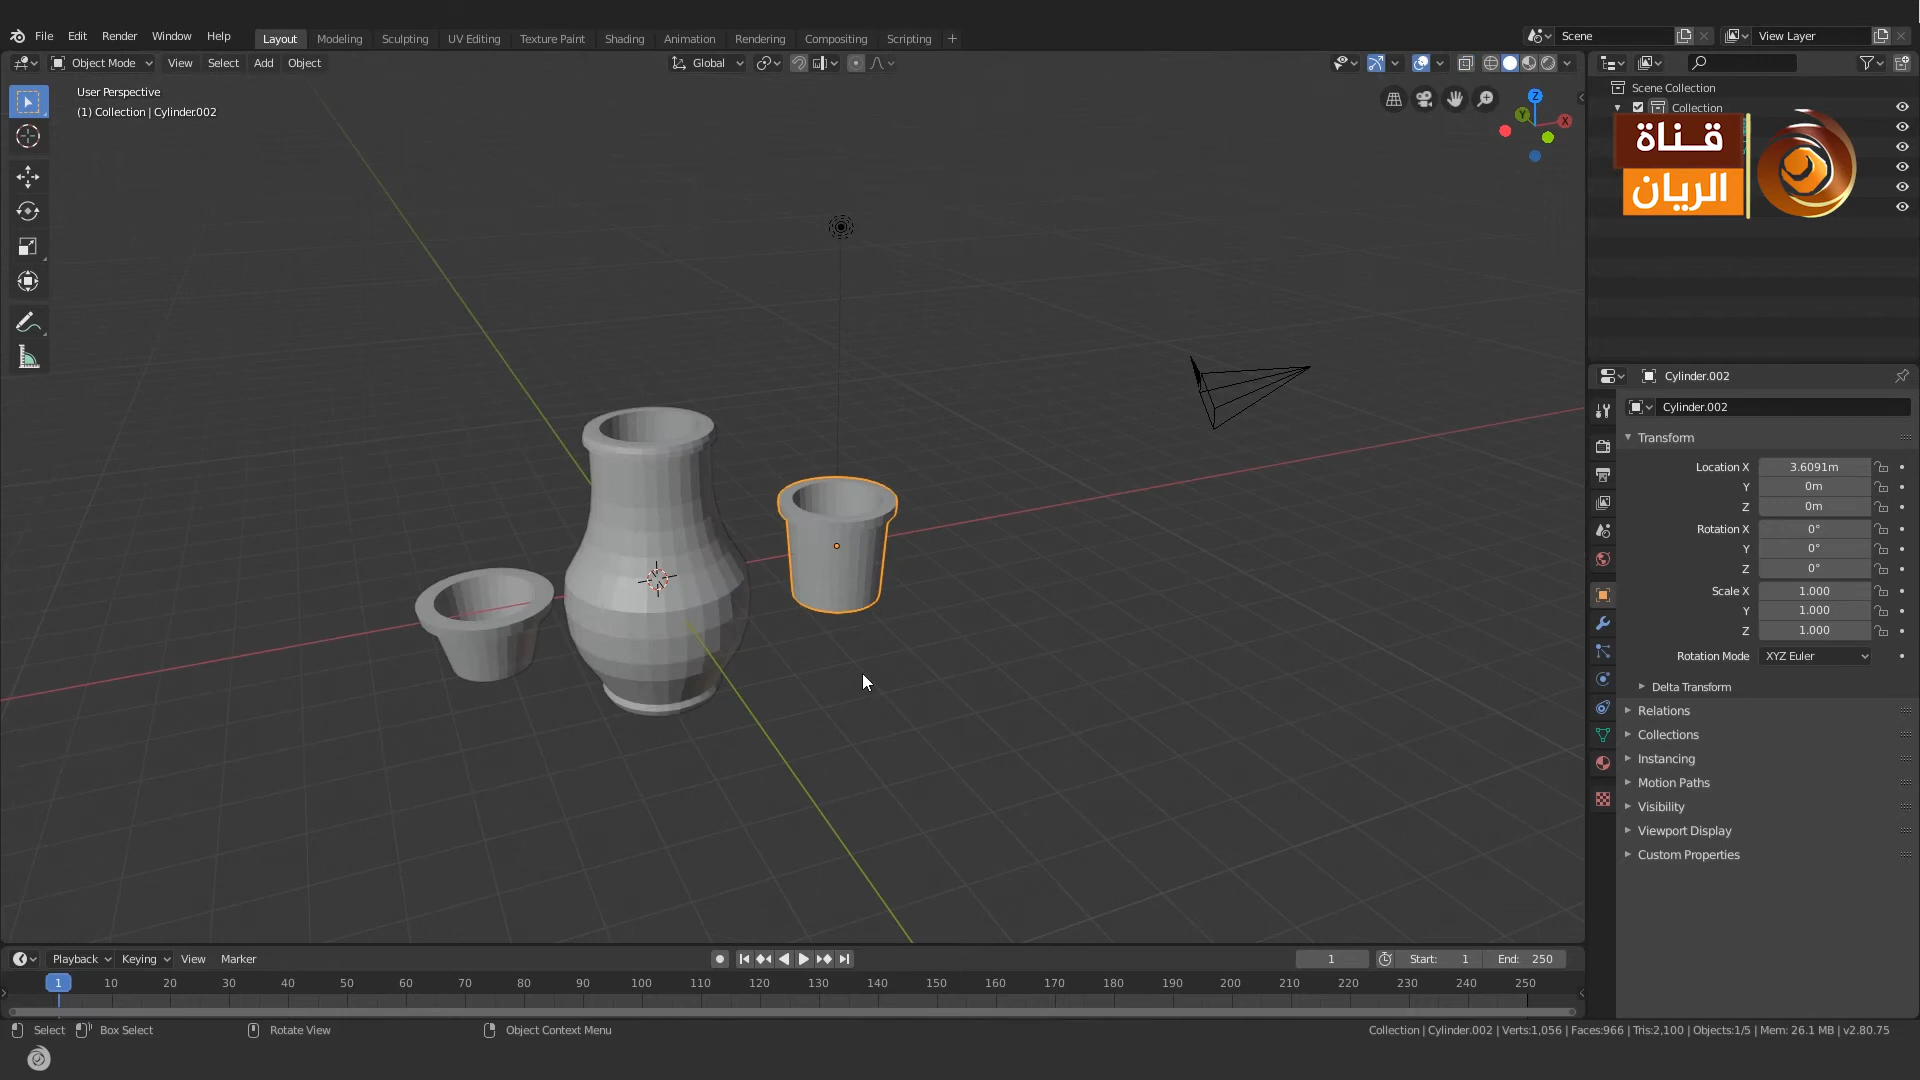 File Edit Render Window Help
Layout Modeling Sculpting UV Editing Texture Paint Shading Animation Rendering Compositing Scripting +
Scene
View Layer
Object Mode View Select Add Object
Global
User Perspective
(1) Collection | Cylinder.002
Z
Y
X
Scene Collection
Collection
قناة
الريان
Cylinder.002
Cylinder.002
Transform
Location X 3.6091m
Y 0m
Z 0m
Rotation X 0°
Y 0°
Z 0°
Scale X 1.000
Y 1.000
Z 1.000
Rotation Mode XYZ Euler
Delta Transform
Relations
Collections
Instancing
Motion Paths
Visibility
Viewport Display
Custom Properties
Playback Keying View Marker
1 Start: 1 End: 250
1 10 20 30 40 50 60 70 80 90 100 110 120 130 140 150 160 170 180 190 200 210 220 230 240 250
Select Box Select Rotate View Object Context Menu
Collection | Cylinder.002 | Verts:1,056 | Faces:966 | Tris:2,100 | Objects:1/5 | Mem: 26.1 MB | v2.80.75